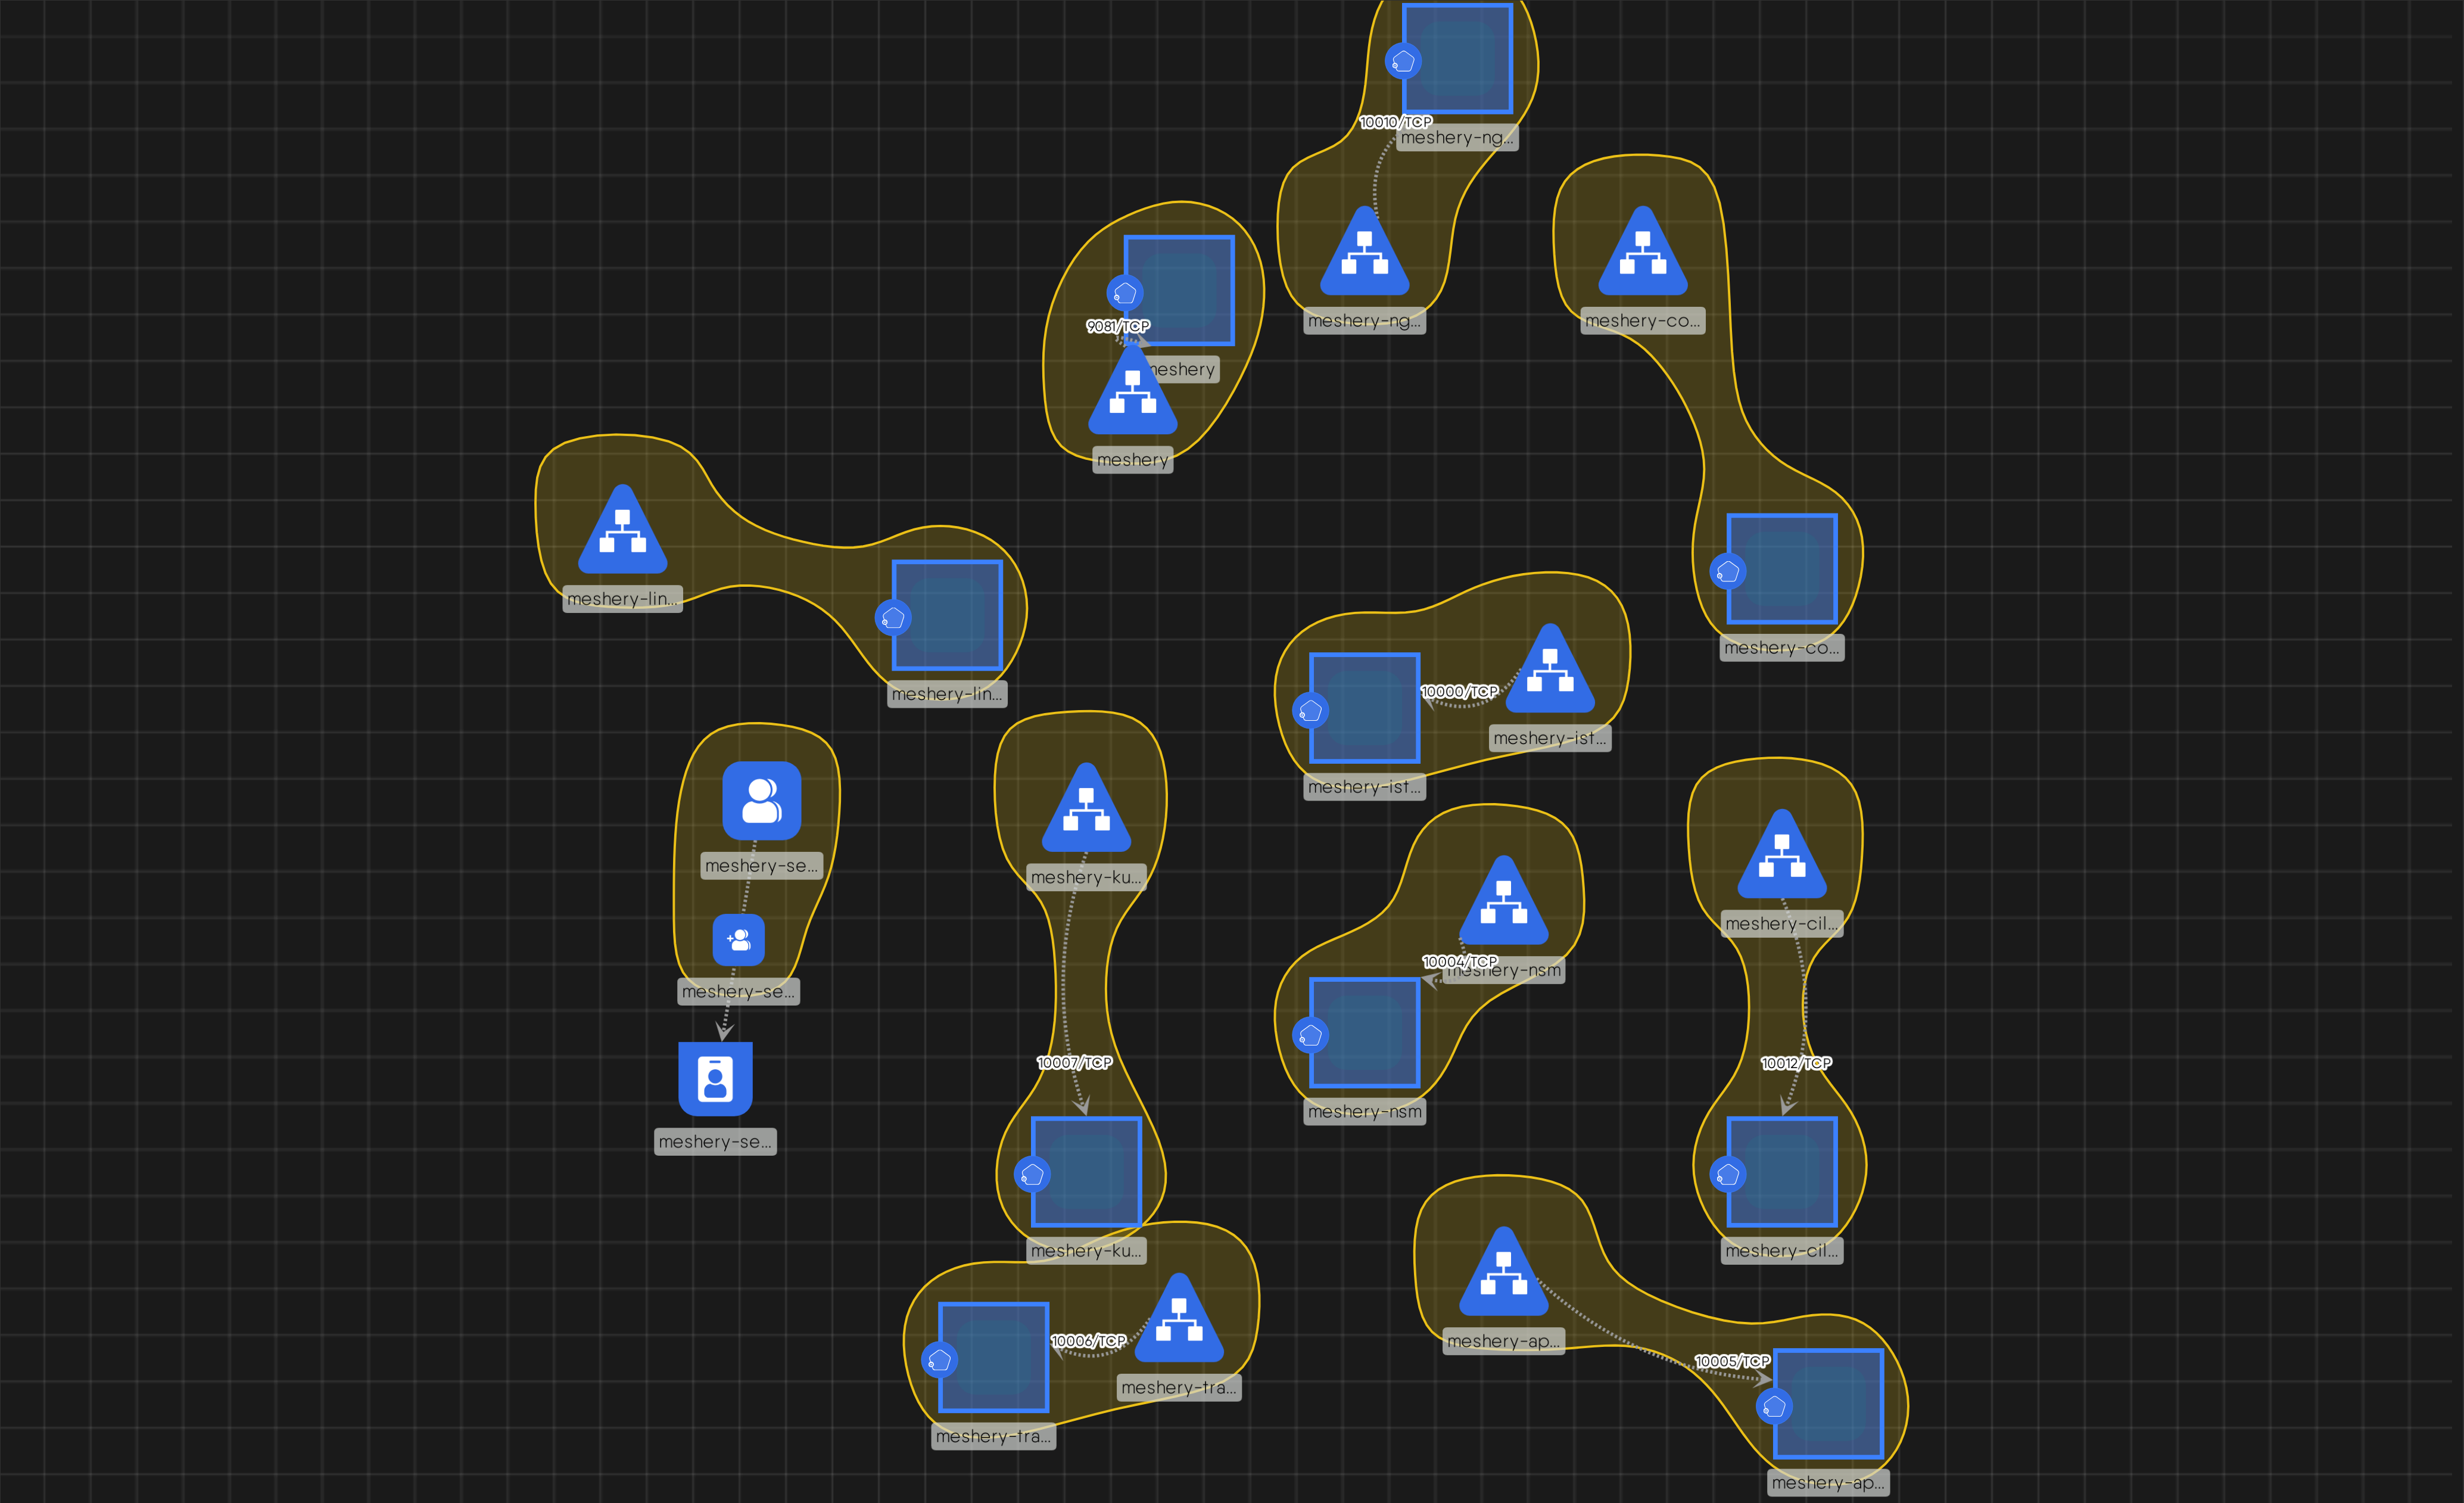 10010/TCP
meshery-ng...
meshery-ng...
meshery-co...
9081/TCP
meshery
meshery
meshery-lin...
meshery-lin...
meshery-co...
10000/TCP
meshery-ist...
meshery-ist...
meshery-se...
meshery-ku...
meshery-cil...
10004/TCP
meshery-nsm
meshery-se...
10007/TCP
10012/TCP
meshery-nsm
meshery-se...
meshery-ku...
meshery-cil...
10006/TCP
meshery-ap...
10005/TCP
meshery-tra...
meshery-tra...
meshery-ap...